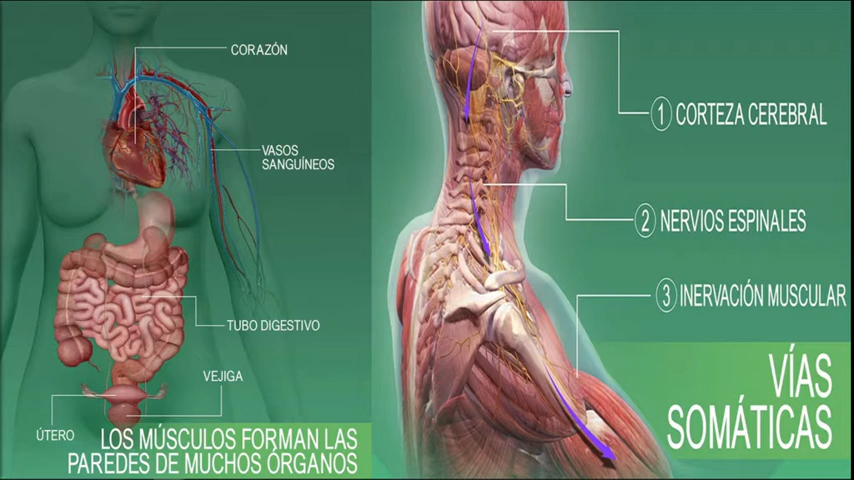 CORAZÓN
VASOS
SANGUÍNEOS
TUBO DIGESTIVO
VEJIGA
ÚTERO
LOS MÚSCULOS FORMAN LAS
PAREDES DE MUCHOS ÓRGANOS
1 CORTEZA CEREBRAL
2 NERVIOS ESPINALES
3 INERVACIÓN MUSCULAR
VÍAS
SOMÁTICAS